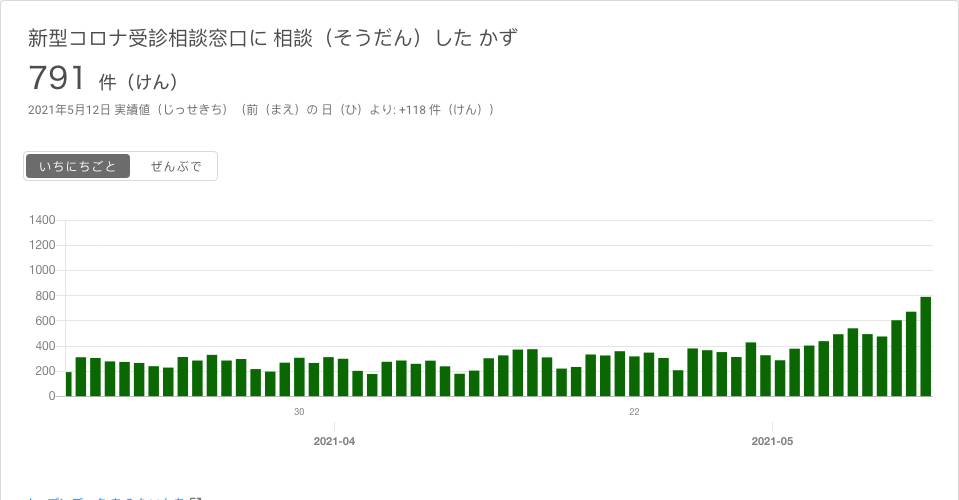 新型コロナ受診相談窓口に 相談（そうだん）した かず
791 件（けん）
2021年5月12日 実績値（じっせきち）（前（まえ）の 日（ひ）より: +118 件（けん））
いちにちごと ぜんぶで
1400
1200
1000
800
600
400
200
0
30 22
2021-04 2021-05